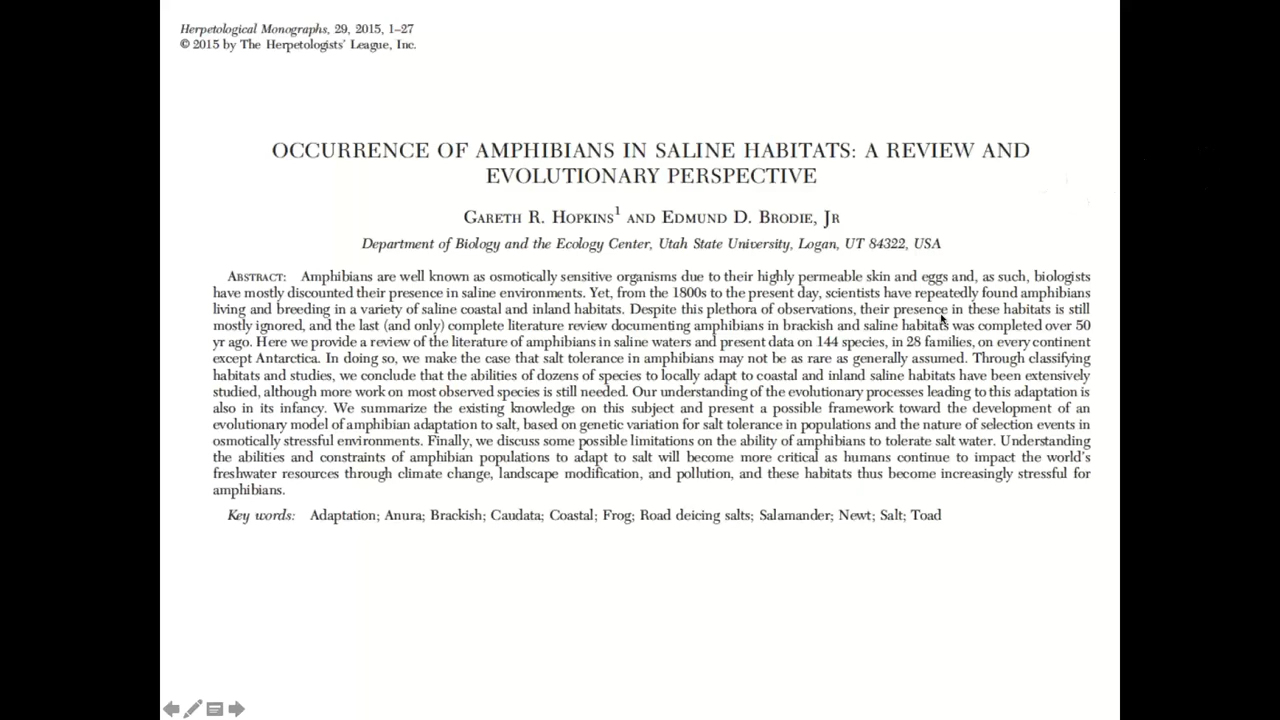 Herpetological Monographs, 29, 2015, 1–27
© 2015 by The Herpetologists' League, Inc.
OCCURRENCE OF AMPHIBIANS IN SALINE HABITATS: A REVIEW AND
EVOLUTIONARY PERSPECTIVE
GARETH R. HOPKINS1 AND EDMUND D. BRODIE, JR
Department of Biology and the Ecology Center, Utah State University, Logan, UT 84322, USA
ABSTRACT: Amphibians are well known as osmotically sensitive organisms due to their highly permeable skin and eggs and, as such, biologists
have mostly discounted their presence in saline environments. Yet, from the 1800s to the present day, scientists have repeatedly found amphibians
living and breeding in a variety of saline coastal and inland habitats. Despite this plethora of observations, their presence in these habitats is still
mostly ignored, and the last (and only) complete literature review documenting amphibians in brackish and saline habitats was completed over 50
yr ago. Here we provide a review of the literature of amphibians in saline waters and present data on 144 species, in 28 families, on every continent
except Antarctica. In doing so, we make the case that salt tolerance in amphibians may not be as rare as generally assumed. Through classifying
habitats and studies, we conclude that the abilities of dozens of species to locally adapt to coastal and inland saline habitats have been extensively
studied, although more work on most observed species is still needed. Our understanding of the evolutionary processes leading to this adaptation is
also in its infancy. We summarize the existing knowledge on this subject and present a possible framework toward the development of an
evolutionary model of amphibian adaptation to salt, based on genetic variation for salt tolerance in populations and the nature of selection events in
osmotically stressful environments. Finally, we discuss some possible limitations on the ability of amphibians to tolerate salt water. Understanding
the abilities and constraints of amphibian populations to adapt to salt will become more critical as humans continue to impact the world's
freshwater resources through climate change, landscape modification, and pollution, and these habitats thus become increasingly stressful for
amphibians.
Key words: Adaptation; Anura; Brackish; Caudata; Coastal; Frog; Road deicing salts; Salamander; Newt; Salt; Toad